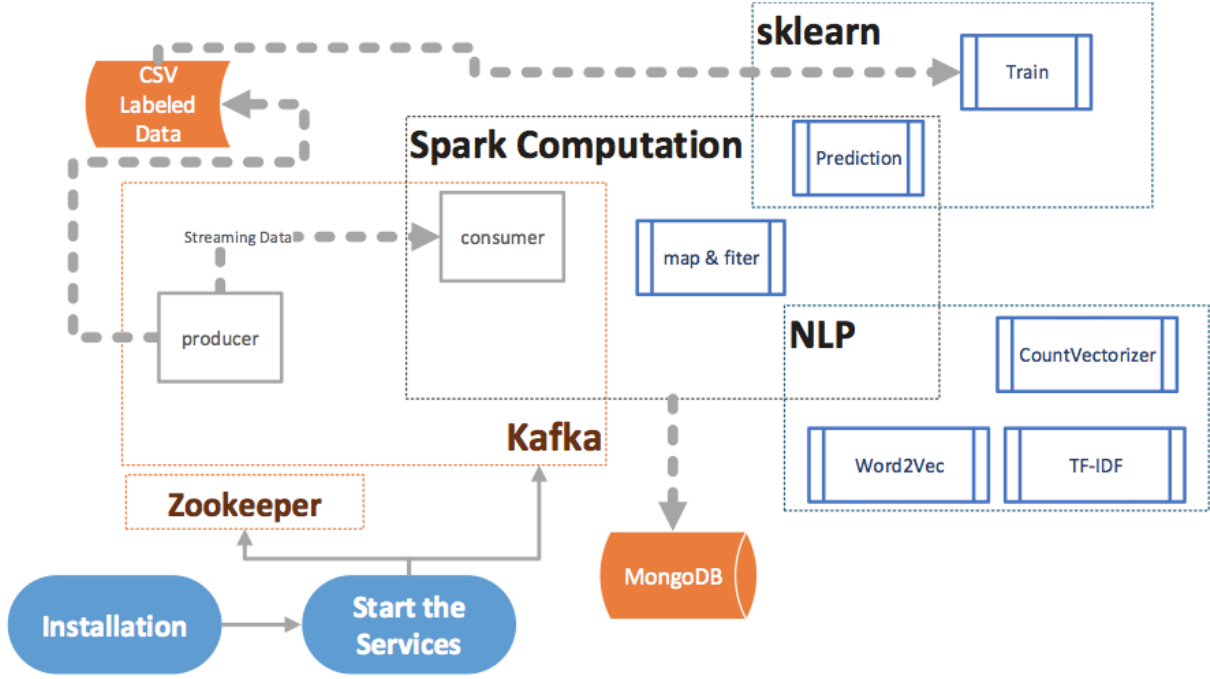 sklearn
CSV
Labeled
Data
Train
Spark Computation
Prediction
Streaming Data
consumer
map & fiter
producer
NLP
CountVectorizer
Kafka
Word2Vec
TF-IDF
Zookeeper
MongoDB
Installation
Start the
Services